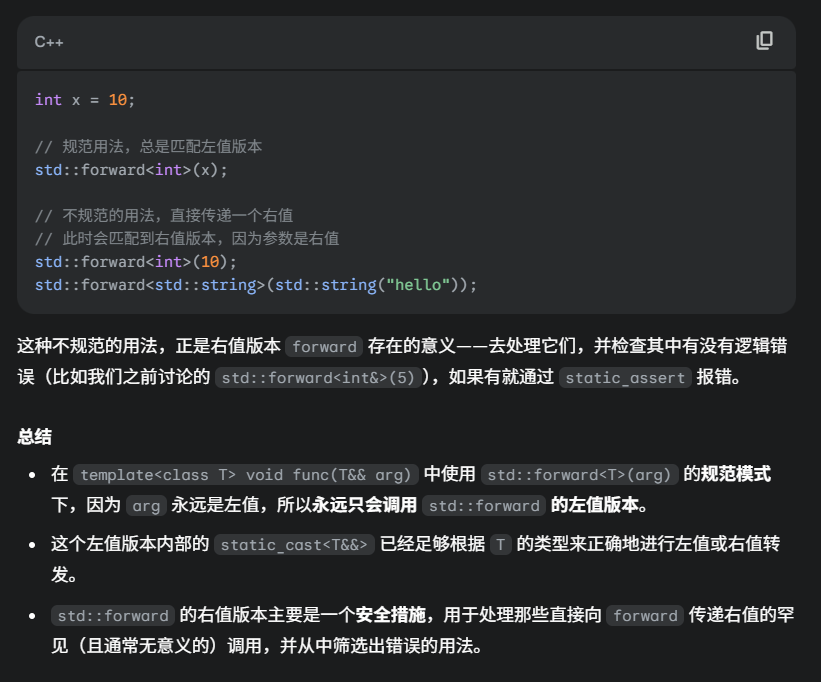 C++
int x = 10;
// 规范用法，总是匹配左值版本
std::forward<int>(x);
// 不规范的用法，直接传递一个右值
// 此时会匹配到右值版本，因为参数是右值
std::forward<int>(10);
std::forward<std::string>(std::string("hello"));
这种不规范的用法，正是右值版本 forward 存在的意义——去处理它们，并检查其中有没有逻辑错
误（比如我们之前讨论的 std::forward<int&>(5)），如果有就通过 static_assert 报错。
总结
• 在 template<class T> void func(T&& arg) 中使用 std::forward<T>(arg) 的规范模式
下，因为 arg 永远是左值，所以永远只会调用 std::forward 的左值版本。
• 这个左值版本内部的 static_cast<T&&> 已经足够根据 T 的类型来正确地进行左值或右值转
发。
• std::forward 的右值版本主要是一个安全措施，用于处理那些直接向 forward 传递右值的罕
见（且通常无意义的）调用，并从中筛选出错误的用法。